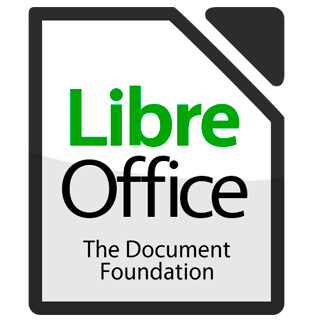 Libre
Office
The Document
Foundation